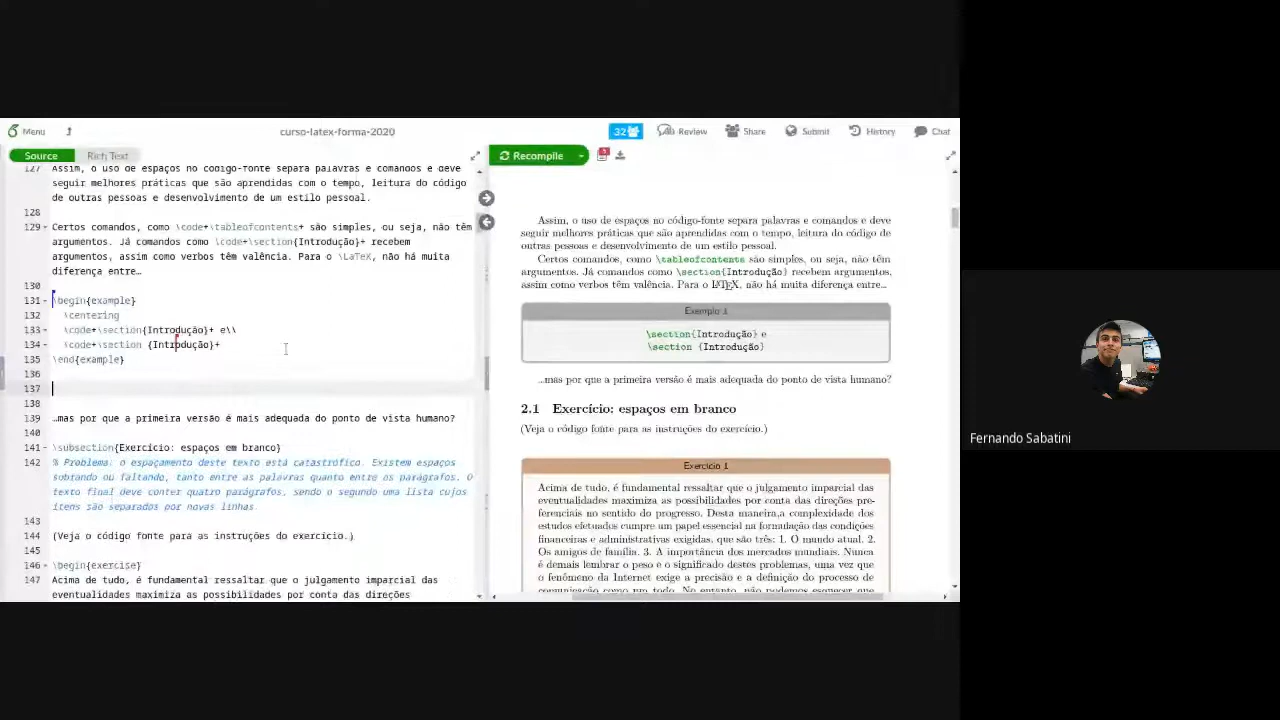 Menu
curso-latex-forma-2020
32
Review
Share
Submit
History
Chat
Source
Rich Text
Recompile
127 Assim, o uso de espaços no código-fonte separa palavras e comandos e deve
seguir melhores práticas que são aprendidas com o tempo, leitura do código
de outras pessoas e desenvolvimento de um estilo pessoal.
128
129 Certos comandos, como \code+\tableofcontents+ são simples, ou seja, não têm
argumentos. Já comandos como \code+\section{Introdução}+ recebem
argumentos, assim como verbos têm valência. Para o \LaTeX, não há muita
diferença entre…
130
131 \begin{example}
132 \centering
133 \code+\section{Introdução}+ e\\
134 \code+\section {Introdução}+
135 \end{example}
136
137
138
139 …mas por que a primeira versão é mais adequada do ponto de vista humano?
140
141 \subsection{Exercício: espaços em branco}
142 % Problema: o espaçamento deste texto está catastrófico. Existem espaços
sobrando ou faltando, tanto entre as palavras quanto entre os parágrafos. O
texto final deve conter quatro parágrafos, sendo o segundo uma lista cujos
itens são separados por novas linhas.
143
144 (Veja o código fonte para as instruções do exercício.)
145
146 \begin{exercise}
147 Acima de tudo, é fundamental ressaltar que o julgamento imparcial das
eventualidades maximiza as possibilidades por conta das direções
Assim, o uso de espaços no código-fonte separa palavras e comandos e deve
seguir melhores práticas que são aprendidas com o tempo, leitura do código de
outras pessoas e desenvolvimento de um estilo pessoal.
Certos comandos, como \tableofcontents são simples, ou seja, não têm
argumentos. Já comandos como \section{Introdução} recebem argumentos,
assim como verbos têm valência. Para o LATEX, não há muita diferença entre…
Exemplo 1
\section{Introdução} e
\section {Introdução}
…mas por que a primeira versão é mais adequada do ponto de vista humano?
2.1 Exercício: espaços em branco
(Veja o código fonte para as instruções do exercício.)
Exercício 1
Acima de tudo, é fundamental ressaltar que o julgamento imparcial das
eventualidades maximiza as possibilidades por conta das direções pre-
ferenciais no sentido do progresso. Desta maneira,a complexidade dos
estudos efetuados cumpre um papel essencial na formulação das condições
financeiras e administrativas exigidas, que são três: 1. O mundo atual. 2.
Os amigos de família. 3. A importância dos mercados mundiais. Nunca
é demais lembrar o peso e o significado destes problemas, uma vez que
o fenômeno da Internet exige a precisão e a definição do processo de
comunicação como um todo. No entanto, não podemos esquecer que
Fernando Sabatini